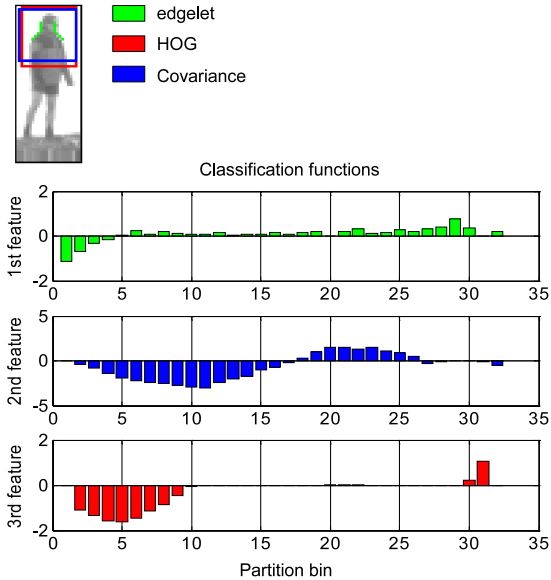 edgelet
HOG
Covariance
Classification functions
1st feature
2
0
-2
0 5 10 15 20 25 30 35
2nd feature
5
0
-5
0 5 10 15 20 25 30 35
3rd feature
2
0
-2
0 5 10 15 20 25 30 35
Partition bin